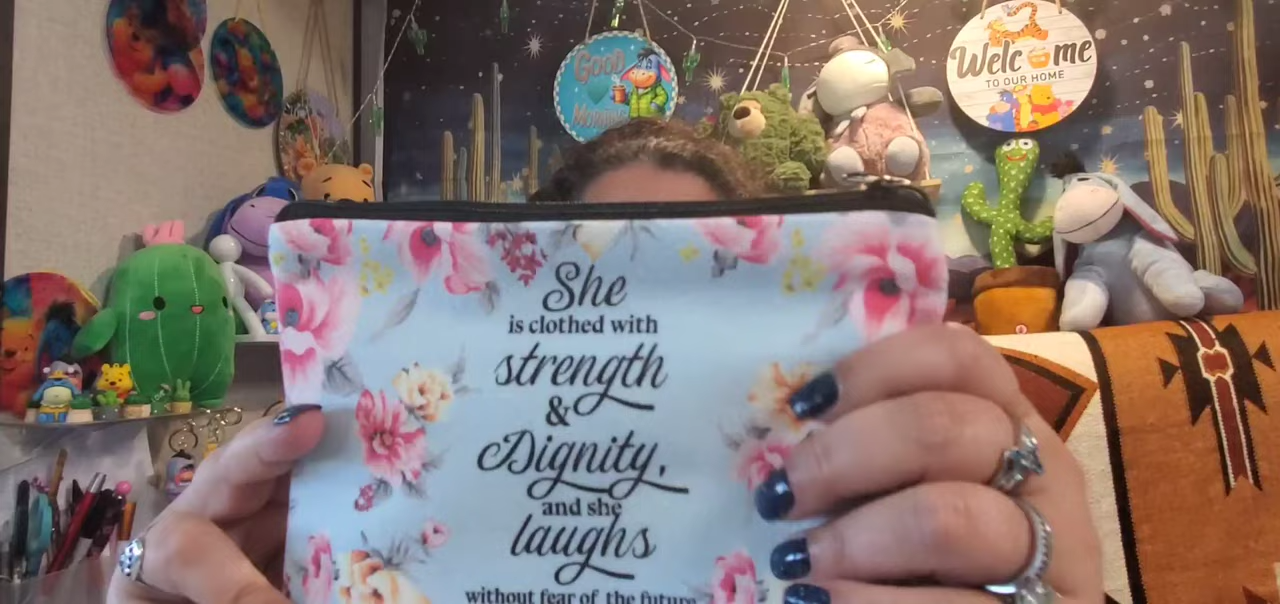 GOOD
MORNING
Welcome
TO OUR HOME
She
is clothed with
strength
&
Dignity,
and she
laughs
without fear of the future